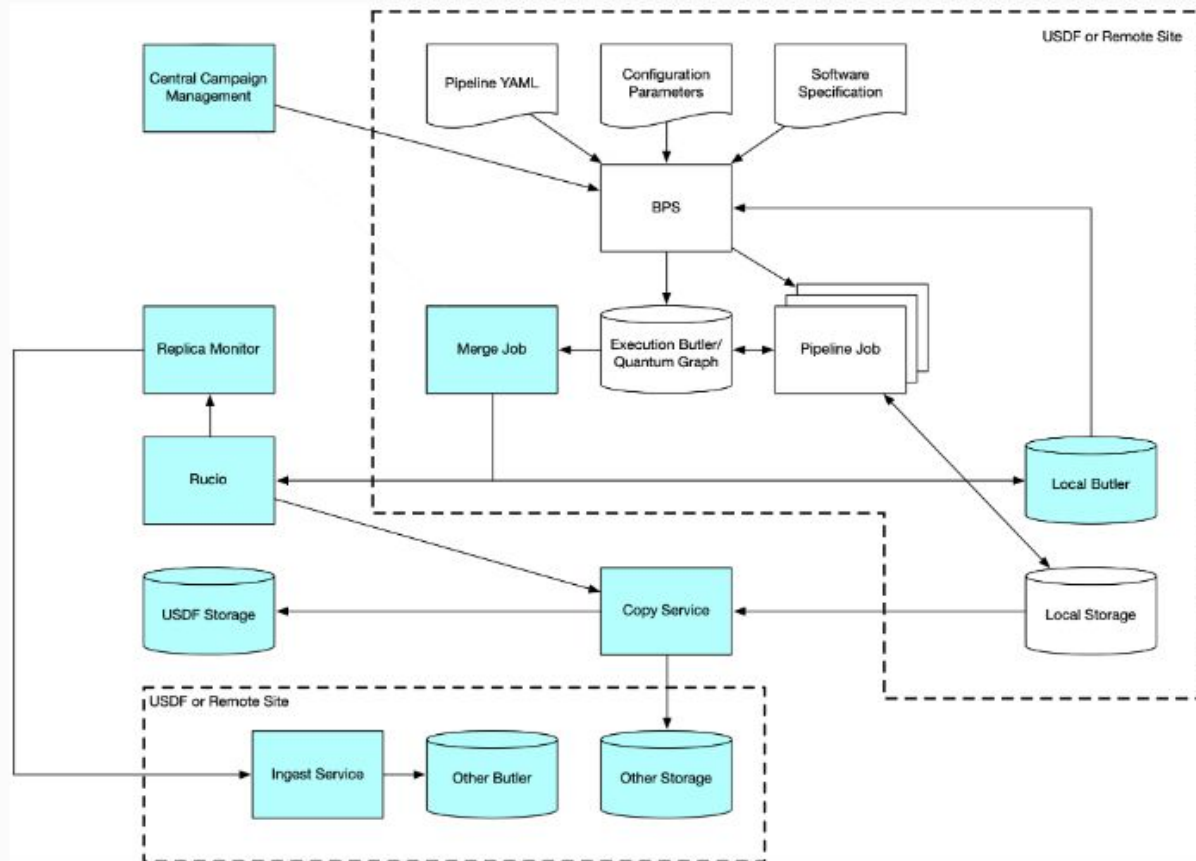 USDF or Remote Site
Central Campaign
Management
Pipeline YAML
Configuration
Parameters
Software
Specification
BPS
Replica Monitor
Merge Job
Execution Butler/
Quantum Graph
Pipeline Job
Rucio
Local Butler
USDF Storage
Copy Service
Local Storage
USDF or Remote Site
Ingest Service
Other Butler
Other Storage